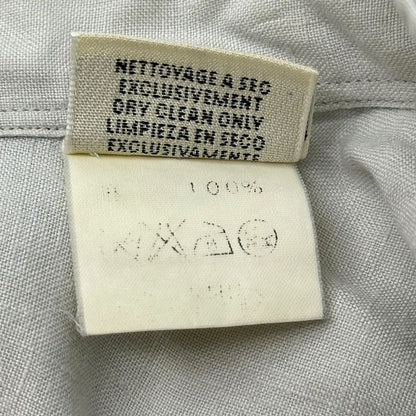 NETTOYAGE A SEC
EXCLUSIVEMENT
DRY CLEAN ONLY
LIMPIEZA EN SECO
EXCLUSIVAMENTE
100%